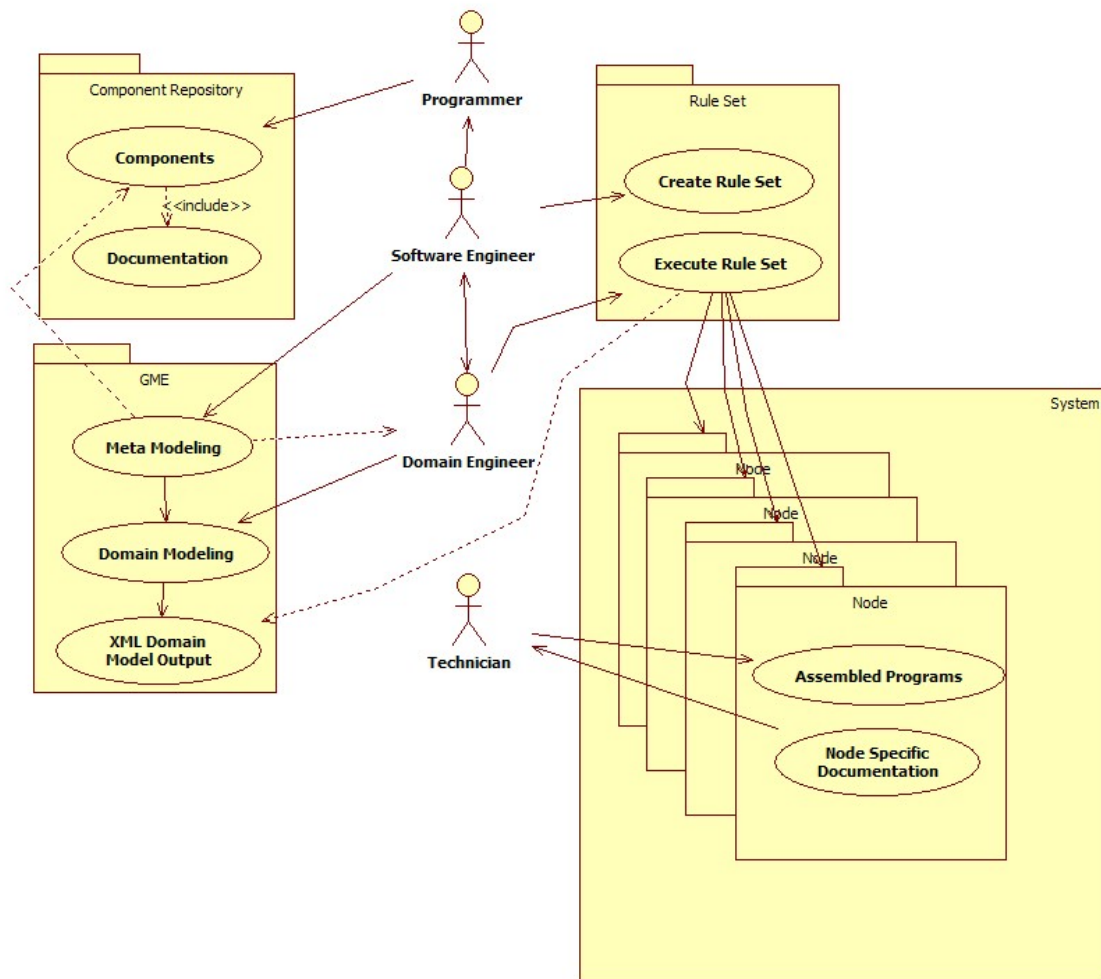 Component Repository
Components
<<include>>
Documentation
Programmer
Software Engineer
Rule Set
Create Rule Set
Execute Rule Set
GME
Meta Modeling
Domain Modeling
XML Domain
Model Output
Domain Engineer
Technician
System
Node
Node
Node
Node
Assembled Programs
Node Specific
Documentation